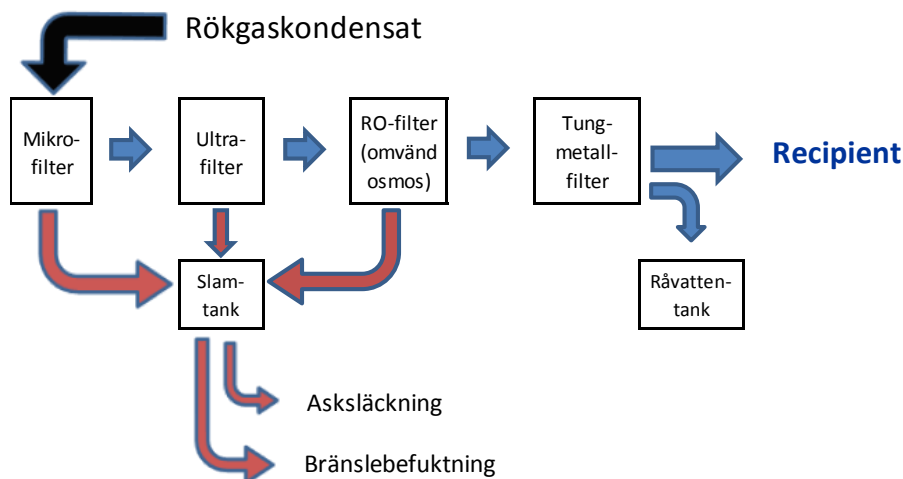 Rökgaskondensat
Mikro-
filter
Ultra-
filter
RO-filter
(omvänd
osmos)
Tung-
metall-
filter
Recipient
Slam-
tank
Råvatten-
tank
Asksläckning
Bränslebefuktning